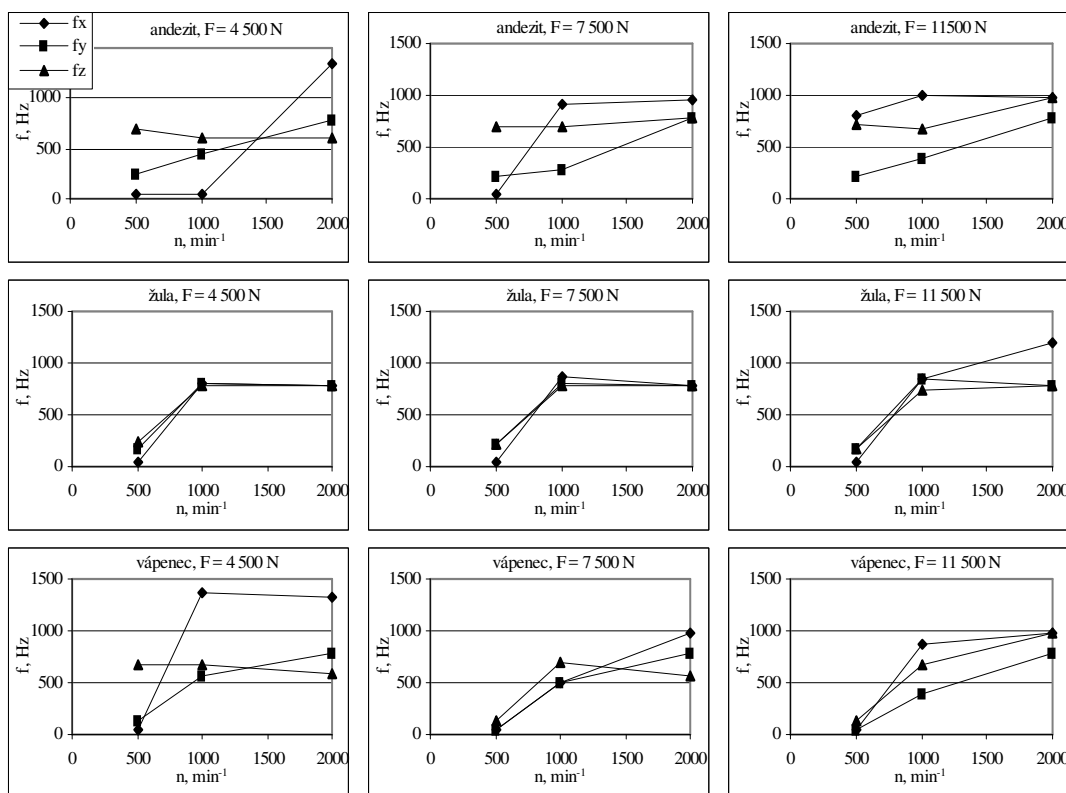 fx
fy
fz
andezit, F = 4 500 N
1000
500
0
f, Hz
0 500 1000 1500 2000
n, min⁻¹
andezit, F = 7 500 N
1500
1000
500
0
f, Hz
0 500 1000 1500 2000
n, min⁻¹
andezit, F = 11500 N
1500
1000
500
0
f, Hz
0 500 1000 1500 2000
n, min⁻¹
žula, F = 4 500 N
1500
1000
500
0
f, Hz
0 500 1000 1500 2000
n, min⁻¹
žula, F = 7 500 N
1500
1000
500
0
f, Hz
0 500 1000 1500 2000
n, min⁻¹
žula, F = 11 500 N
1500
1000
500
0
f, Hz
0 500 1000 1500 2000
n, min⁻¹
vápenec, F = 4 500 N
1500
1000
500
0
f, Hz
0 500 1000 1500 2000
n, min⁻¹
vápenec, F = 7 500 N
1500
1000
500
0
f, Hz
0 500 1000 1500 2000
n, min⁻¹
vápenec, F = 11 500 N
1500
1000
500
0
f, Hz
0 500 1000 1500 2000
n, min⁻¹